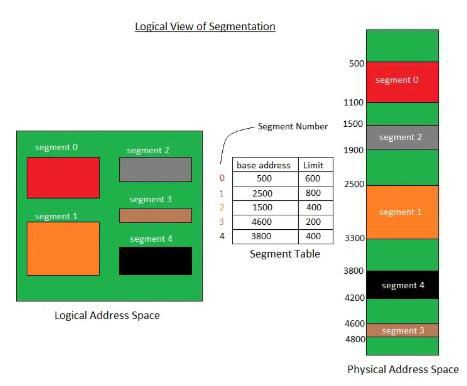 Logical View of Segmentation
segment 0
segment 2
segment 3
segment 1
segment 4
Logical Address Space
Segment Number
base address Limit
0 500 600
1 2500 800
2 1500 400
3 4600 200
4 3800 400
Segment Table
500
segment 0
1100
1500
segment 2
1900
2500
segment 1
3300
3800
segment 4
4200
4600
segment 3
4800
Physical Address Space